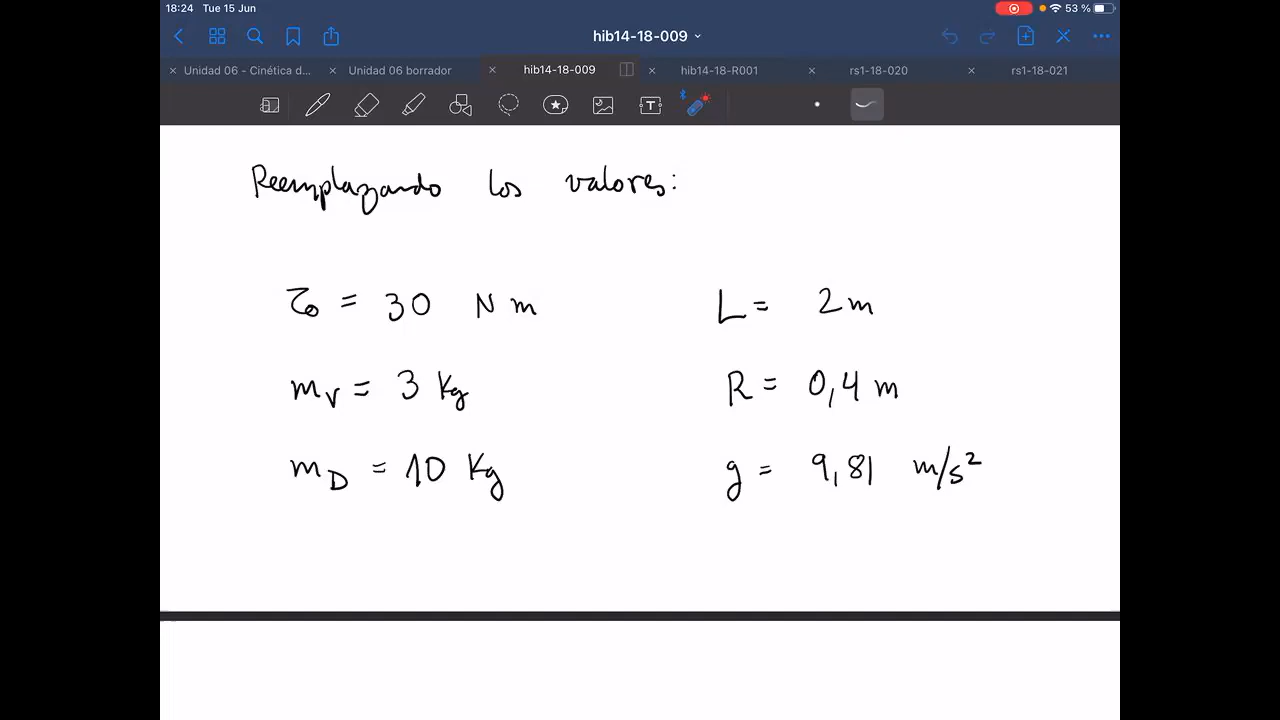 18:24 Tue 15 Jun 53 %
hib14-18-009
Unidad 06 - Cinética d... Unidad 06 borrador hib14-18-009 hib14-18-R001 rs1-18-020 rs1-18-021
Reemplazando los valores:
τ₀ = 30 N m L = 2 m
m_V = 3 Kg R = 0,4 m
m_D = 10 Kg g = 9,81 m/s²